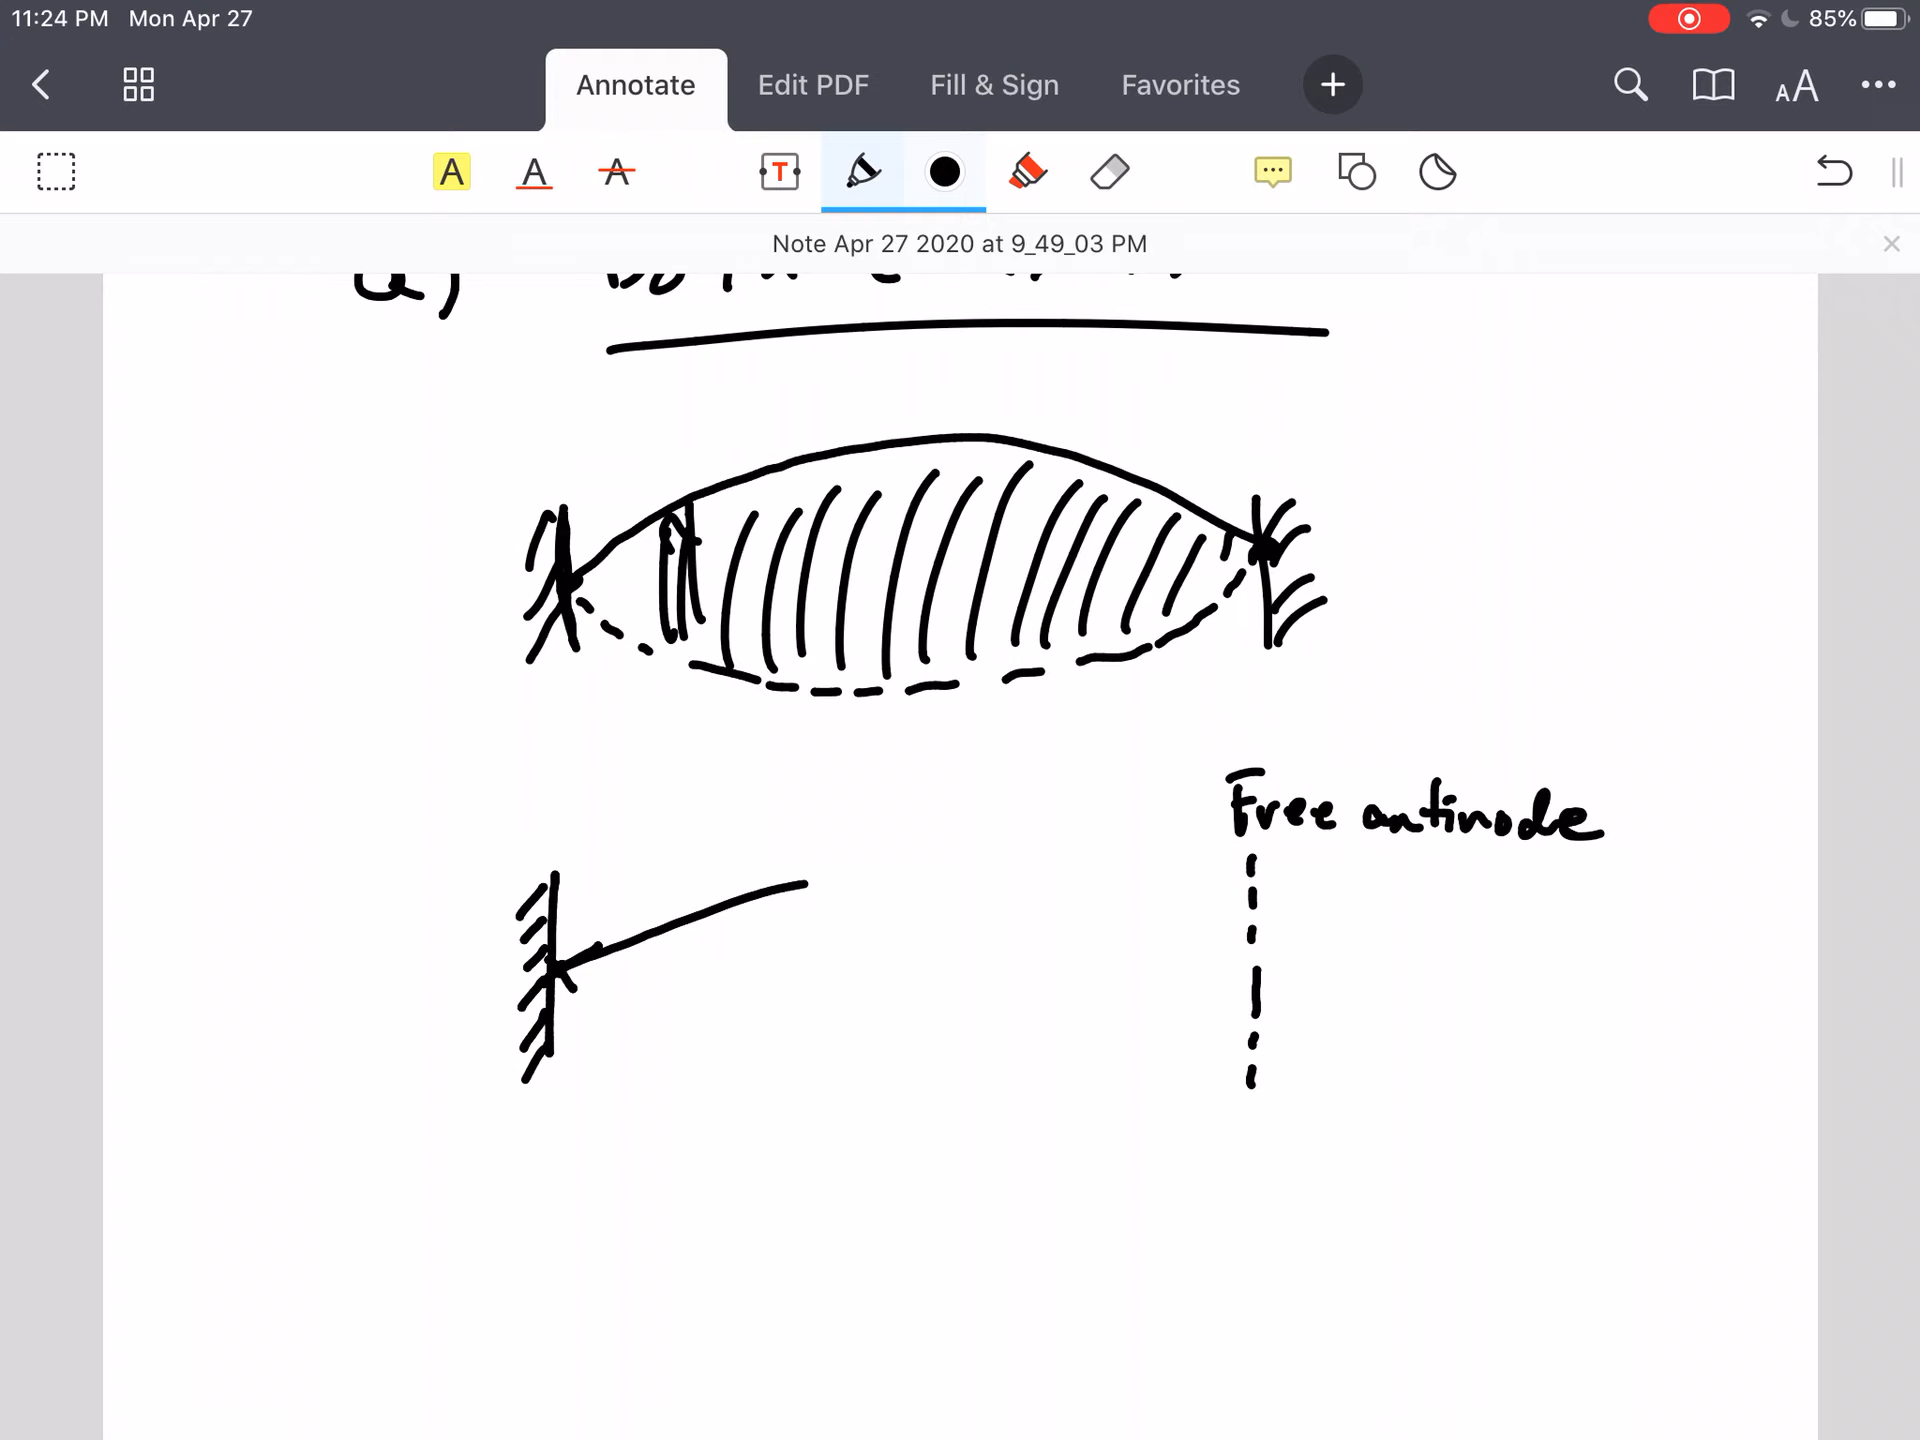 11:24 PM Mon Apr 27 85%
Annotate Edit PDF Fill & Sign Favorites
A A A T AA
Note Apr 27 2020 at 9_49_03 PM
a)
Free antinode